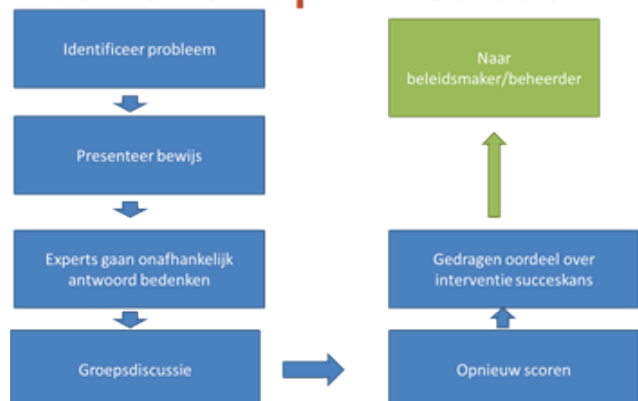 Identificeer probleem
Presenteer bewijs
Experts gaan onafhankelijk
antwoord bedenken
Groepsdiscussie
Opnieuw scoren
Gedragen oordeel over
interventie succeskans
Naar
beleidsmaker/beheerder